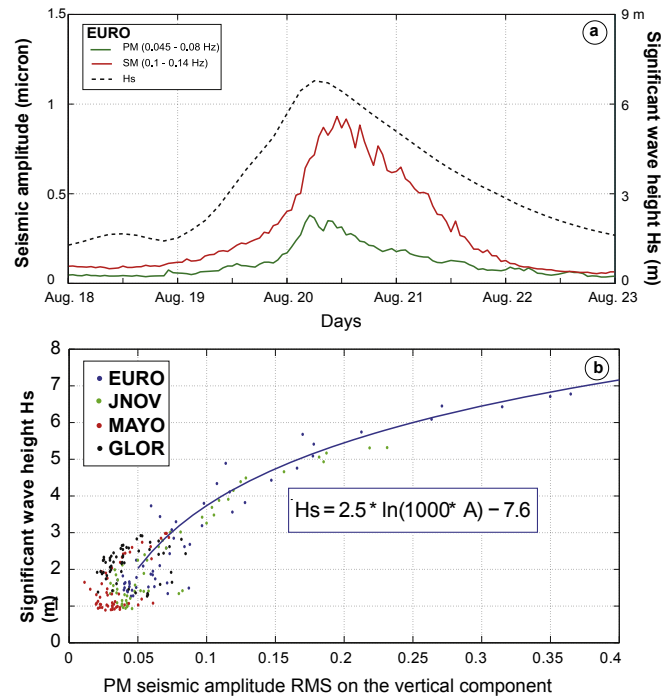 EURO
PM (0.045 - 0.08 Hz)
SM (0.1 - 0.14 Hz)
Hs
a
1.5
1
0.5
0
Seismic amplitude (micron)
9 m
6
3
0
Significant wave height Hs (m)
Aug. 18 Aug. 19 Aug. 20 Aug. 21 Aug. 22 Aug. 23
Days
b
EURO
JNOV
MAYO
GLOR
Hs = 2.5 * ln(1000* A) – 7.6
8
7
6
5
4
3
2
1
0
Significant wave height Hs
(m)
0 0.05 0.1 0.15 0.2 0.25 0.3 0.35 0.4
PM seismic amplitude RMS on the vertical component